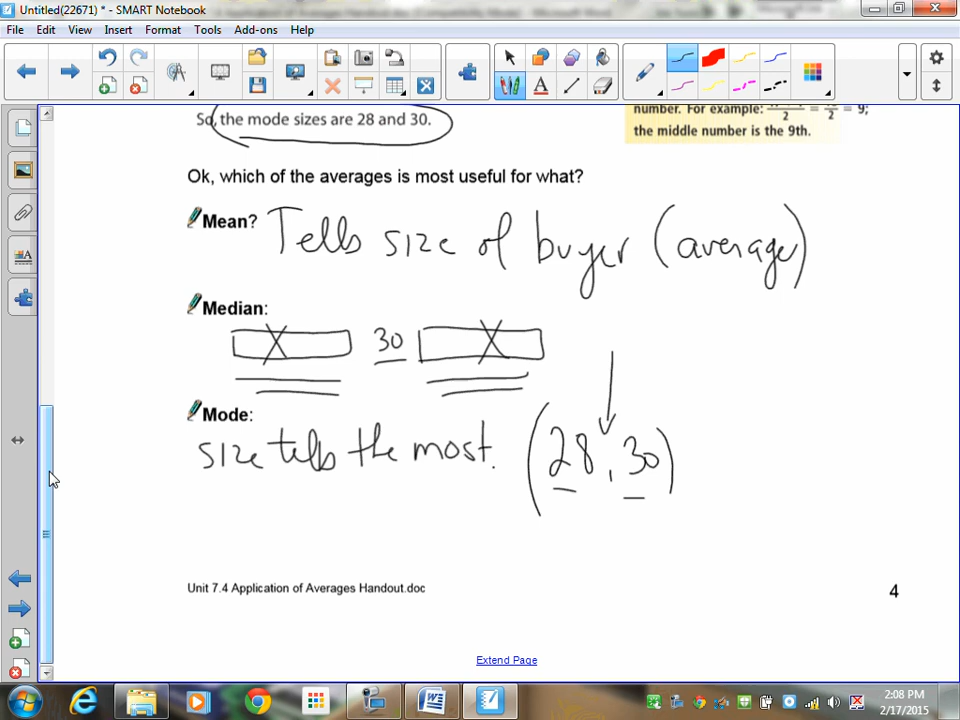 Untitled(22671) * - SMART Notebook
File Edit View Insert Format Tools Add-ons Help
So, the mode sizes are 28 and 30.
number. For example:
2 = 2 = 9;
the middle number is the 9th.
Ok, which of the averages is most useful for what?
Mean? Tells size of buyer (average)
Median:
30
Mode:
size tells the most. (28, 30)
Unit 7.4 Application of Averages Handout.doc
4
Extend Page
2:08 PM
2/17/2015